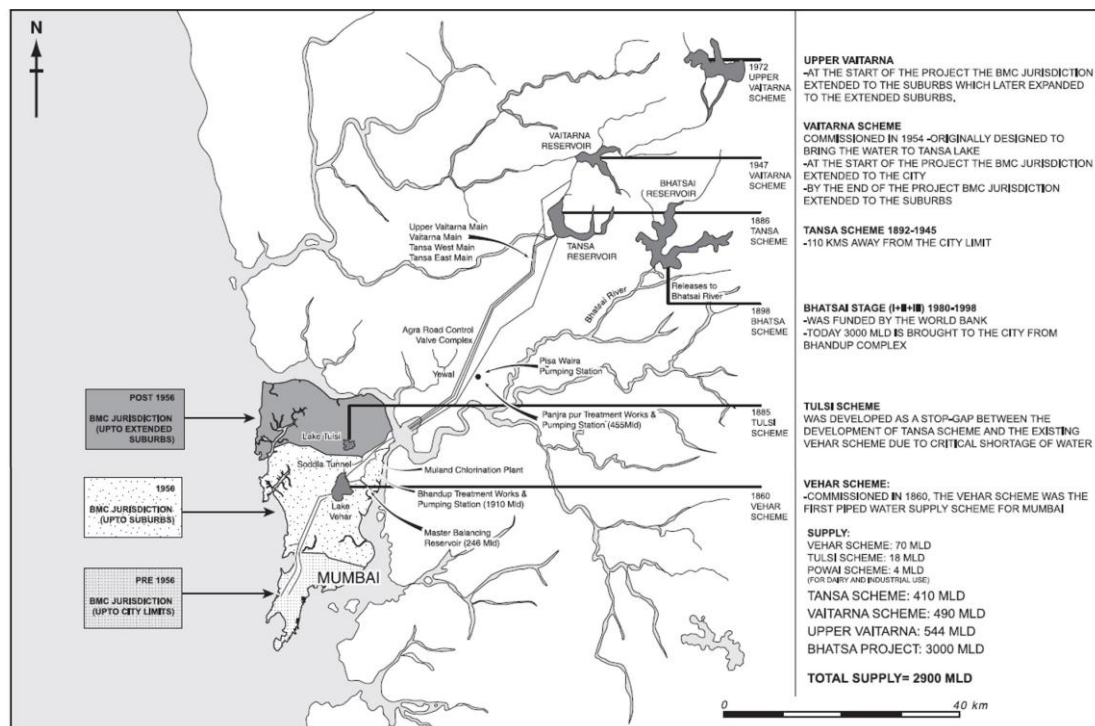 N
1972
UPPER
VAITARNA
SCHEME
VAITARNA
RESERVOIR
1947
VAITARNA
SCHEME
BHATSAI
RESERVOIR
1886
TANSA
SCHEME
Upper Vaitarna Main
Vaitarna Main
Tansa West Main
Tansa East Main
TANSA
RESERVOIR
Releases to
Bhatsai River
Bhatsai River
1898
BHATSA
SCHEME
Agra Road Control
Valve Complex
Yewal
Pisa Waira
Pumping Station
Panjra pur Treatment Works &
Pumping Station (455Mld)
1885
TULSI
SCHEME
Lake Tulsi
Soddla Tunnel
Muland Chlorination Plant
Bhandup Treatment Works &
Pumping Station (1910 Mld)
1860
VEHAR
SCHEME
Lake
Vehar
Master Balancing
Reservoir (246 Mld)
MUMBAI
POST 1956
BMC JURISDICTION
(UPTO EXTENDED
SUBURBS)
1956
BMC JURISDICTION
(UPTO SUBURBS)
PRE 1956
BMC JURISDICTION
(UPTO CITY LIMITS)
UPPER VAITARNA
-AT THE START OF THE PROJECT THE BMC JURISDICTION
EXTENDED TO THE SUBURBS WHICH LATER EXPANDED
TO THE EXTENDED SUBURBS.
VAITARNA SCHEME
COMMISSIONED IN 1954 -ORIGINALLY DESIGNED TO
BRING THE WATER TO TANSA LAKE
-AT THE START OF THE PROJECT THE BMC JURISDICTION
EXTENDED TO THE CITY
-BY THE END OF THE PROJECT BMC JURISDICTION
EXTENDED TO THE SUBURBS
TANSA SCHEME 1892-1945
-110 KMS AWAY FROM THE CITY LIMIT
BHATSAI STAGE (I+II+III) 1980-1998
-WAS FUNDED BY THE WORLD BANK
-TODAY 3000 MLD IS BROUGHT TO THE CITY FROM
BHANDUP COMPLEX
TULSI SCHEME
WAS DEVELOPED AS A STOP-GAP BETWEEN THE
DEVELOPMENT OF TANSA SCHEME AND THE EXISTING
VEHAR SCHEME DUE TO CRITICAL SHORTAGE OF WATER
VEHAR SCHEME:
-COMMISSIONED IN 1860, THE VEHAR SCHEME WAS THE
FIRST PIPED WATER SUPPLY SCHEME FOR MUMBAI
SUPPLY:
VEHAR SCHEME: 70 MLD
TULSI SCHEME: 18 MLD
POWAI SCHEME: 4 MLD
(FOR DAIRY AND INDUSTRIAL USE)
TANSA SCHEME: 410 MLD
VAITARNA SCHEME: 490 MLD
UPPER VAITARNA: 544 MLD
BHATSA PROJECT: 3000 MLD
TOTAL SUPPLY= 2900 MLD
0
40 km